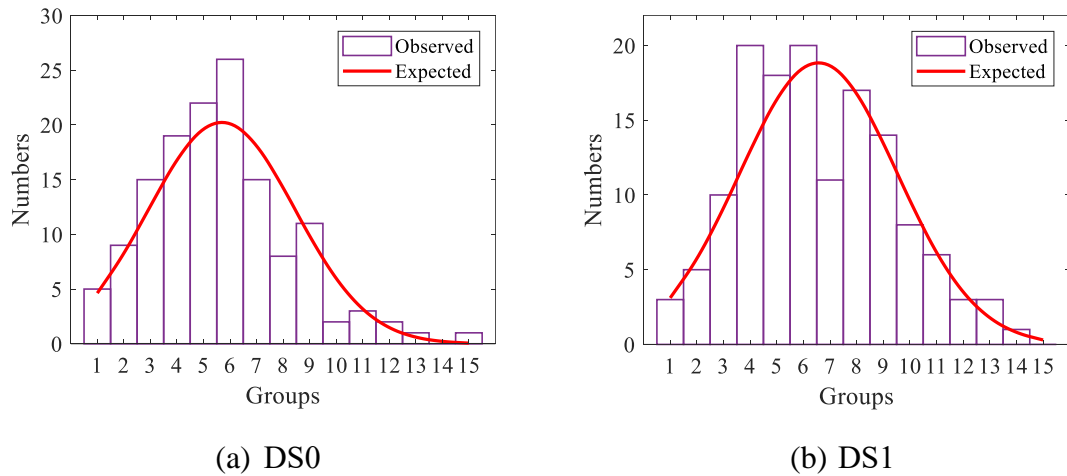 30
25
20
15
10
5
0
Numbers
Observed
Expected
1 2 3 4 5 6 7 8 9 10 11 12 13 14 15
Groups
(a) DS0
20
15
10
5
0
Numbers
Observed
Expected
1 2 3 4 5 6 7 8 9 10 11 12 13 14 15
Groups
(b) DS1